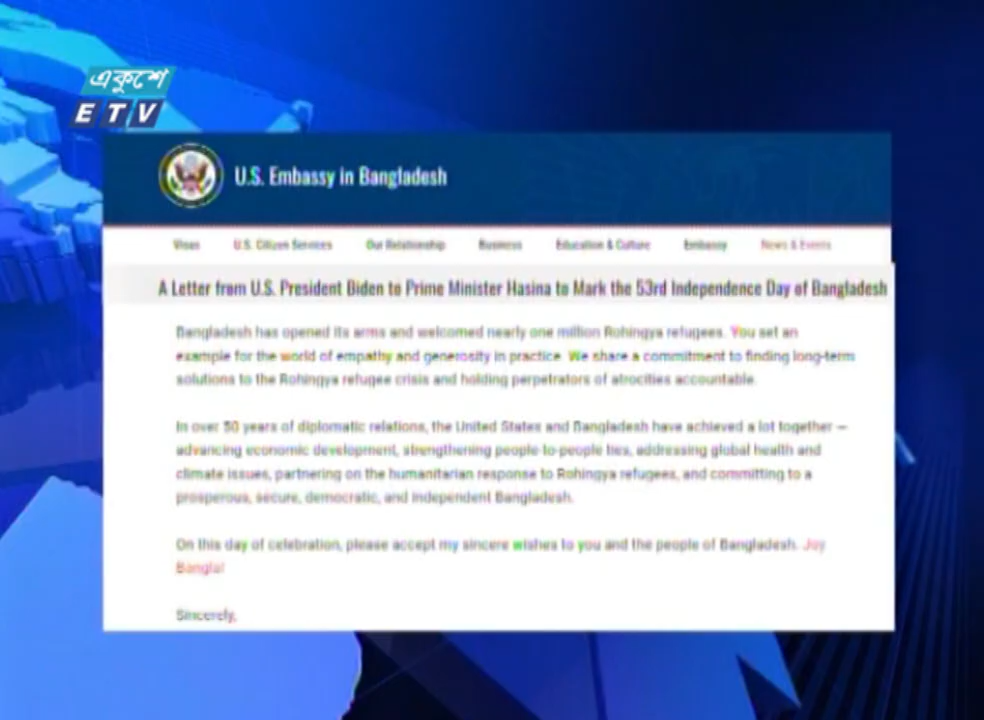 একুশে
ETV
U.S. Embassy in Bangladesh
Visas U.S. Citizen Services Our Relationship Business Education & Culture Embassy News & Events
A Letter from U.S. President Biden to Prime Minister Hasina to Mark the 53rd Independence Day of Bangladesh
Bangladesh has opened its arms and welcomed nearly one million Rohingya refugees. You set an
example for the world of empathy and generosity in practice. We share a commitment to finding long-term
solutions to the Rohingya refugee crisis and holding perpetrators of atrocities accountable.
In over 50 years of diplomatic relations, the United States and Bangladesh have achieved a lot together —
advancing economic development, strengthening people-to-people ties, addressing global health and
climate issues, partnering on the humanitarian response to Rohingya refugees, and committing to a
prosperous, secure, democratic, and independent Bangladesh.
On this day of celebration, please accept my sincere wishes to you and the people of Bangladesh. Joy
Bangla!
Sincerely,